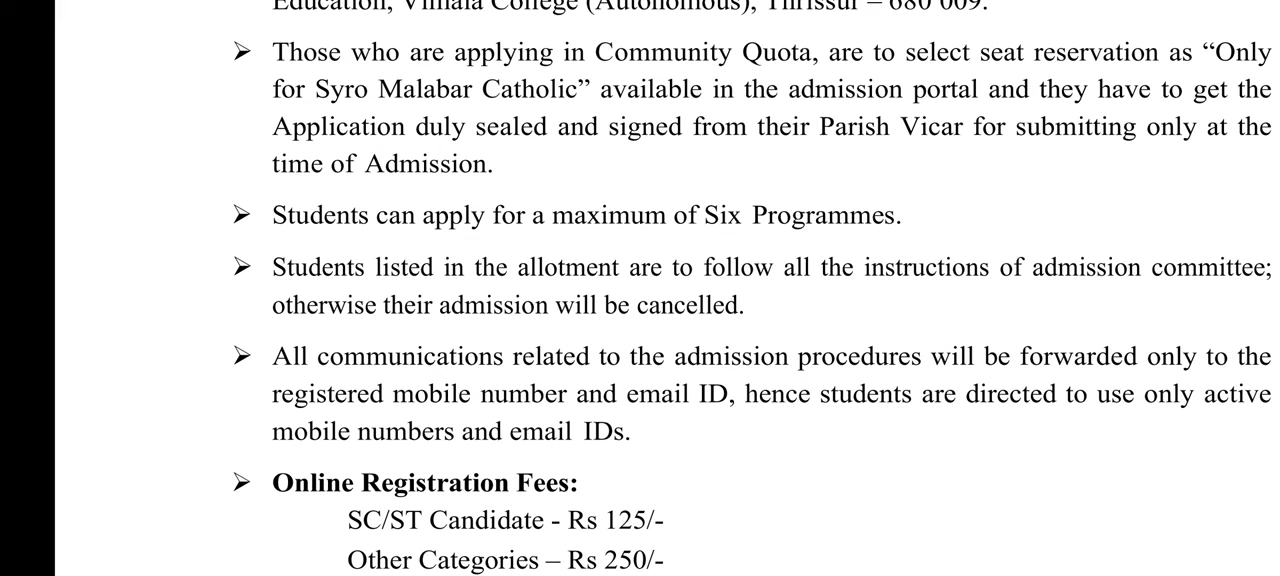 Education, Vimala College (Autonomous), Thrissur – 680 009.
➢ Those who are applying in Community Quota, are to select seat reservation as “Only
for Syro Malabar Catholic” available in the admission portal and they have to get the
Application duly sealed and signed from their Parish Vicar for submitting only at the
time of Admission.
➢ Students can apply for a maximum of Six Programmes.
➢ Students listed in the allotment are to follow all the instructions of admission committee;
otherwise their admission will be cancelled.
➢ All communications related to the admission procedures will be forwarded only to the
registered mobile number and email ID, hence students are directed to use only active
mobile numbers and email IDs.
➢ Online Registration Fees:
SC/ST Candidate - Rs 125/-
Other Categories – Rs 250/-